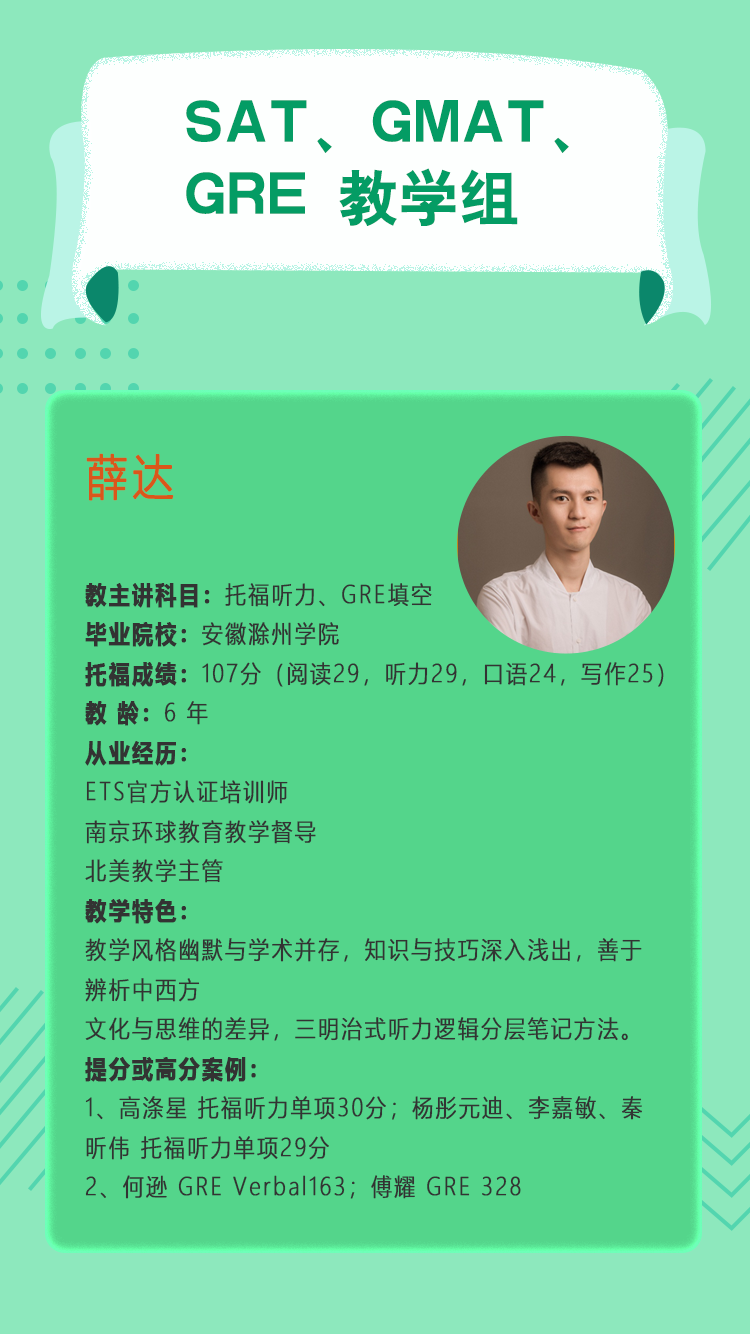 SAT、GMAT、
GRE 教学组
薛达
教主讲科目：托福听力、GRE填空
毕业院校：安徽滁州学院
托福成绩：107分（阅读29，听力29，口语24，写作25）
教 龄：6 年
从业经历：
ETS官方认证培训师
南京环球教育教学督导
北美教学主管
教学特色：
教学风格幽默与学术并存，知识与技巧深入浅出，善于
辨析中西方
文化与思维的差异，三明治式听力逻辑分层笔记方法。
提分或高分案例：
1、高涤星 托福听力单项30分；杨彤元迪、李嘉敏、秦
昕伟 托福听力单项29分
2、何逊 GRE Verbal163；傅耀 GRE 328